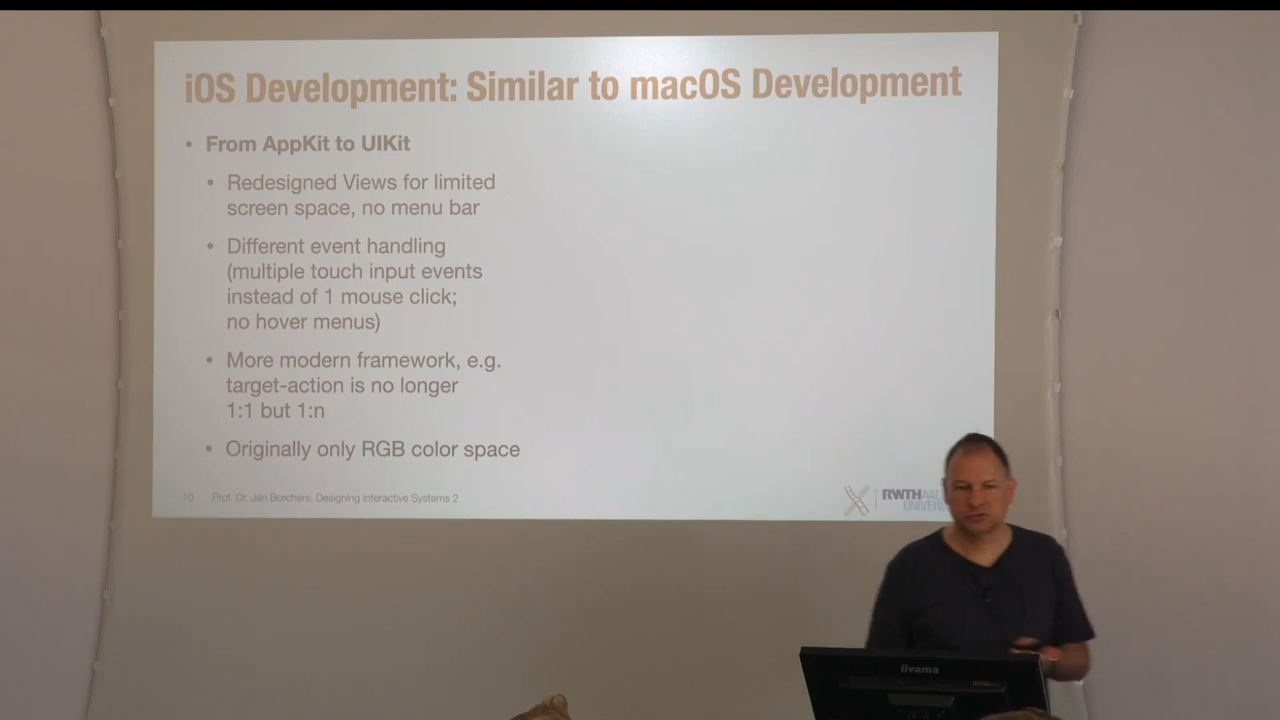 iOS Development: Similar to macOS Development
• From AppKit to UIKit
• Redesigned Views for limited
screen space, no menu bar
• Different event handling
(multiple touch input events
instead of 1 mouse click;
no hover menus)
• More modern framework, e.g.
target-action is no longer
1:1 but 1:n
• Originally only RGB color space
10 Prof. Dr. Jan Borchers: Designing Interactive Systems 2
RWTH
iiyama